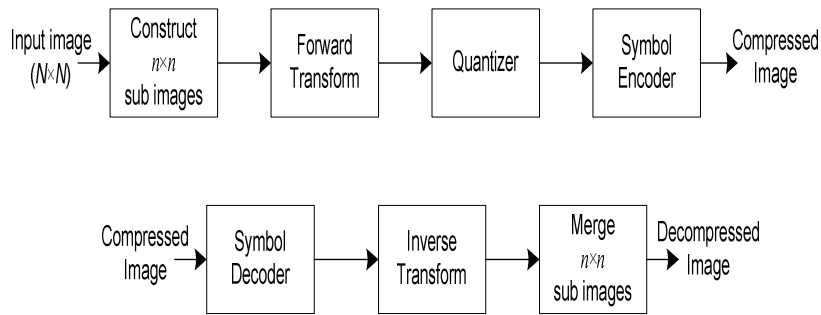 Input image
(N×N)
Construct
n×n
sub images
Forward
Transform
Quantizer
Symbol
Encoder
Compressed
Image
Compressed
Image
Symbol
Decoder
Inverse
Transform
Merge
n×n
sub images
Decompressed
Image